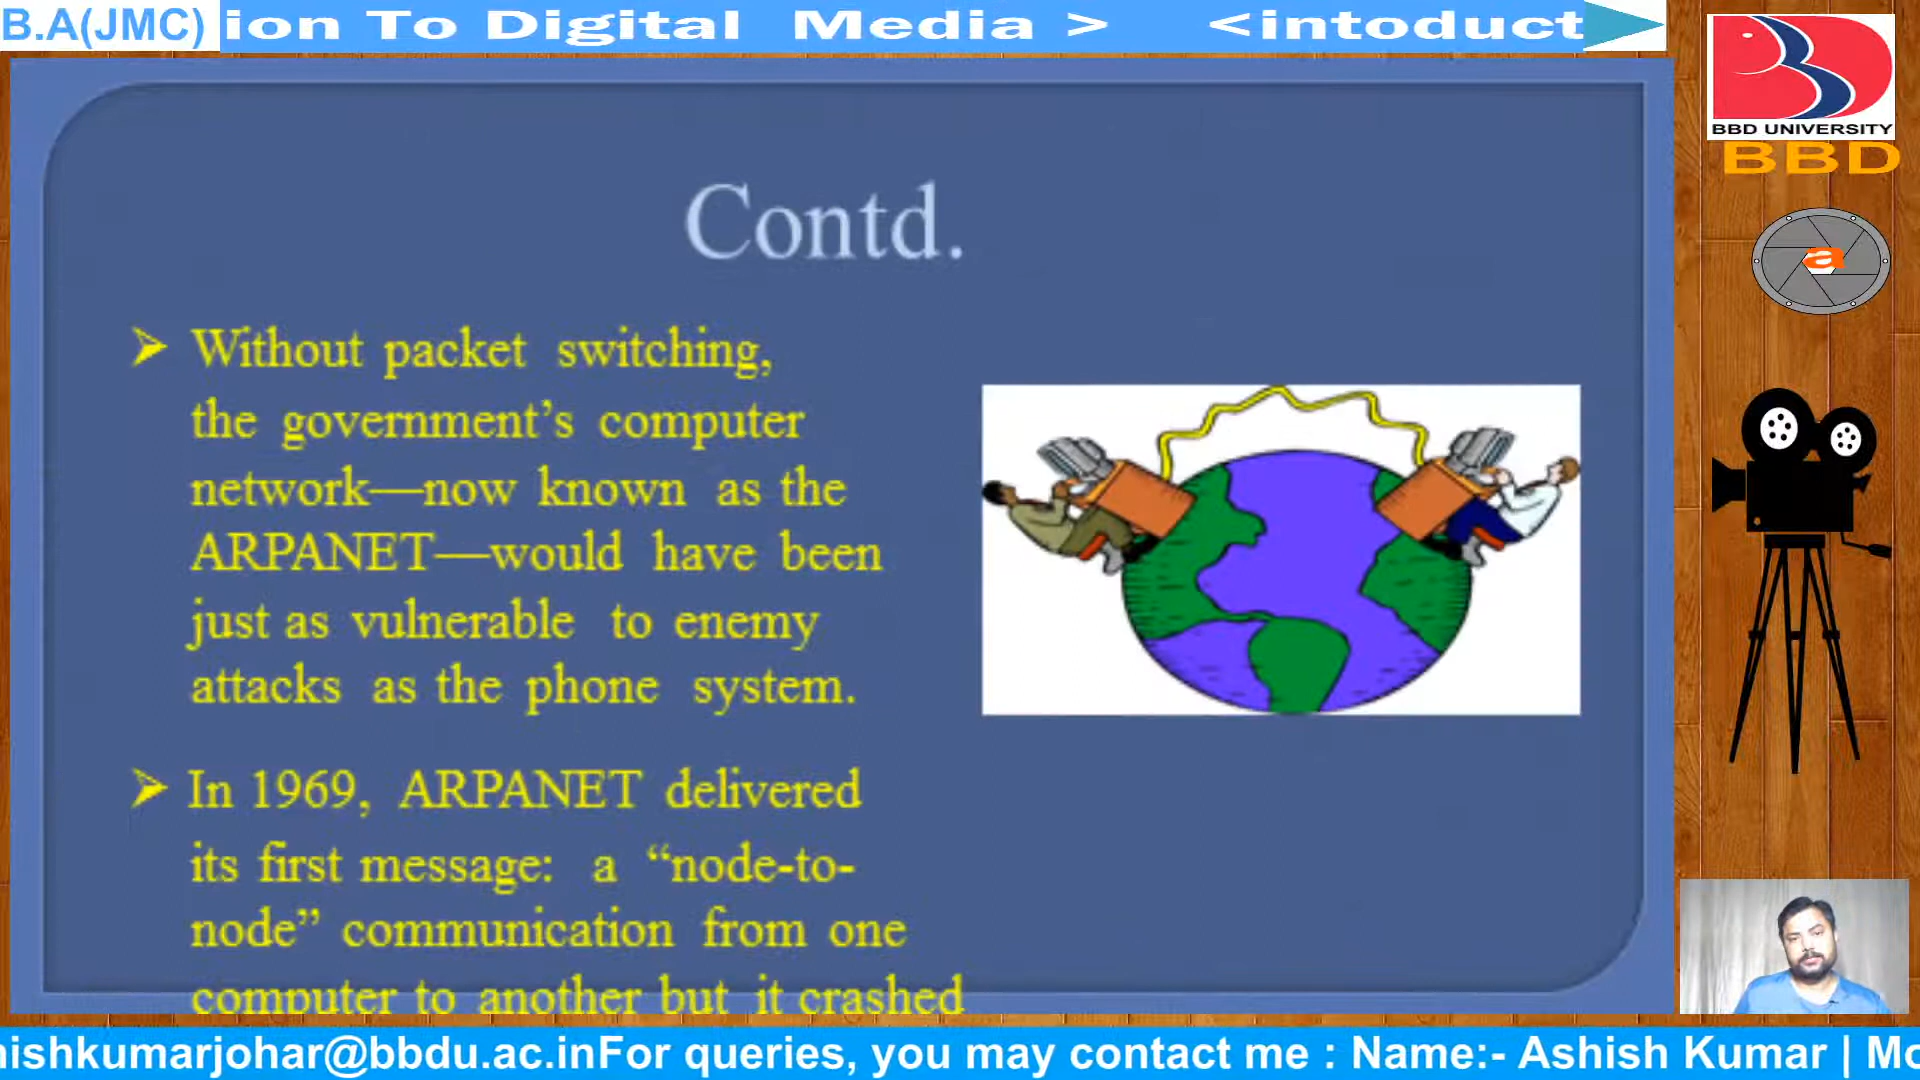 B.A(JMC) ion To Digital Media > <intoduct
BBD UNIVERSITY
BBD
a
Contd.
Without packet switching,
the government’s computer
network—now known as the
ARPANET—would have been
just as vulnerable to enemy
attacks as the phone system.
In 1969, ARPANET delivered
its first message: a “node-to-
node” communication from one
computer to another but it crashed
hishkumarjohar@bbdu.ac.inFor queries, you may contact me : Name:- Ashish Kumar | Mo